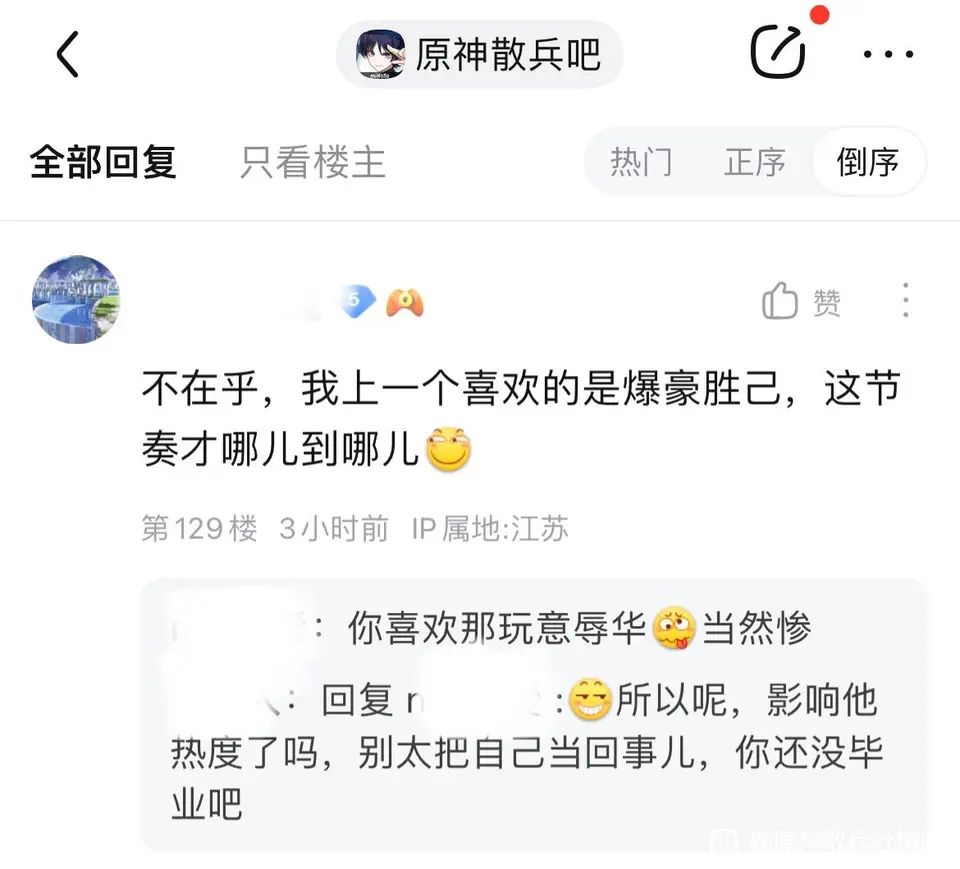 原神散兵吧
全部回复 只看楼主 热门 正序 倒序
5
赞
不在乎，我上一个喜欢的是爆豪胜己，这节
奏才哪儿到哪儿
第129楼 3小时前 IP属地:江苏
：你喜欢那玩意辱华当然惨
：回复 n :所以呢，影响他
热度了吗，别太把自己当回事儿，你还没毕
业吧